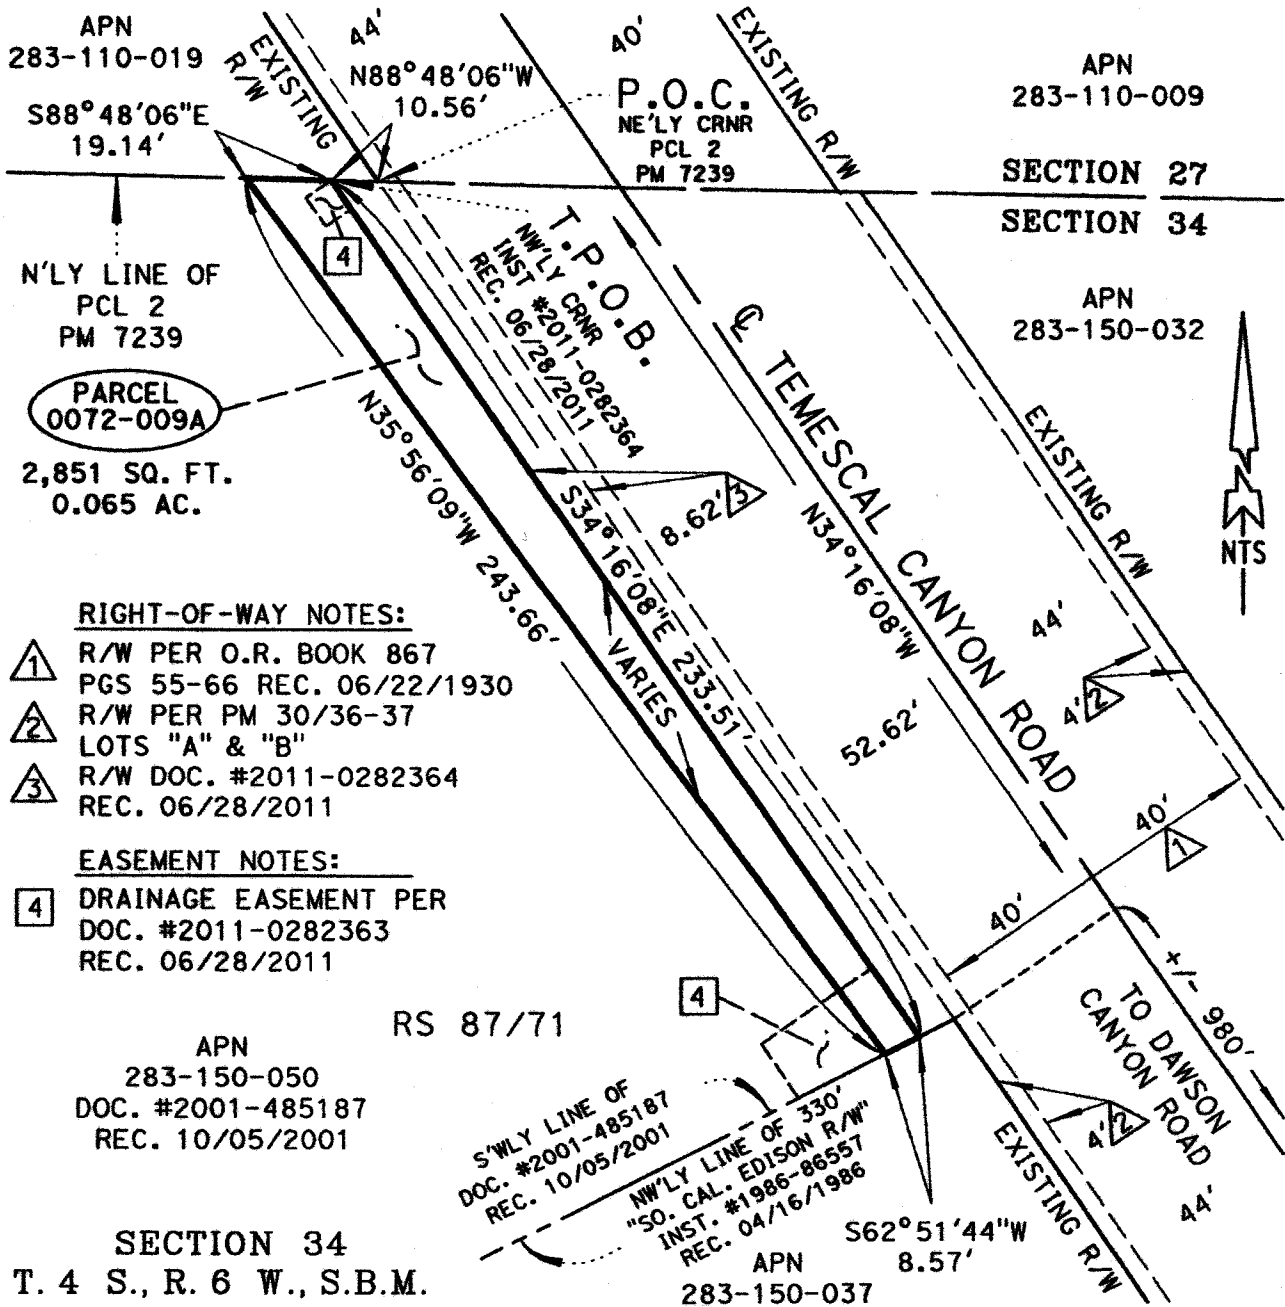 APN
283-110-019
S88°48'06"E
19.14'
EXISTING
R/W
44'
N88°48'06"W
10.56'
40'
P.O.C.
NE'LY CRNR
PCL 2
PM 7239
EXISTING R/W
APN
283-110-009
SECTION 27
SECTION 34
APN
283-150-032
4
N'LY LINE OF
PCL 2
PM 7239
T.P.O.B.
NW'LY CRNR
INST #2011-0282364
REC. 06/28/2011
PARCEL
0072-009A
2,851 SQ. FT.
0.065 AC.
N35°56'09"W 243.66'
S34°16'08"E 233.51'
8.62'
3
℄ TEMESCAL CANYON ROAD
N34°16'08"W
52.62'
EXISTING R/W
NTS
VARIES
44'
4'
2
40'
1
40'
RIGHT-OF-WAY NOTES:
1 R/W PER O.R. BOOK 867
PGS 55-66 REC. 06/22/1930
2 R/W PER PM 30/36-37
LOTS "A" & "B"
3 R/W DOC. #2011-0282364
REC. 06/28/2011
EASEMENT NOTES:
4 DRAINAGE EASEMENT PER
DOC. #2011-0282363
REC. 06/28/2011
RS 87/71
4
APN
283-150-050
DOC. #2001-485187
REC. 10/05/2001
S'WLY LINE OF
DOC. #2001-485187
REC. 10/05/2001
NW'LY LINE OF 330'
"SO. CAL. EDISON R/W"
INST. #1986-86557
REC. 04/16/1986
+/- 980'
TO DAWSON
CANYON ROAD
4'
2
44'
EXISTING R/W
S62°51'44"W
8.57'
APN
283-150-037
SECTION 34
T. 4 S., R. 6 W., S.B.M.